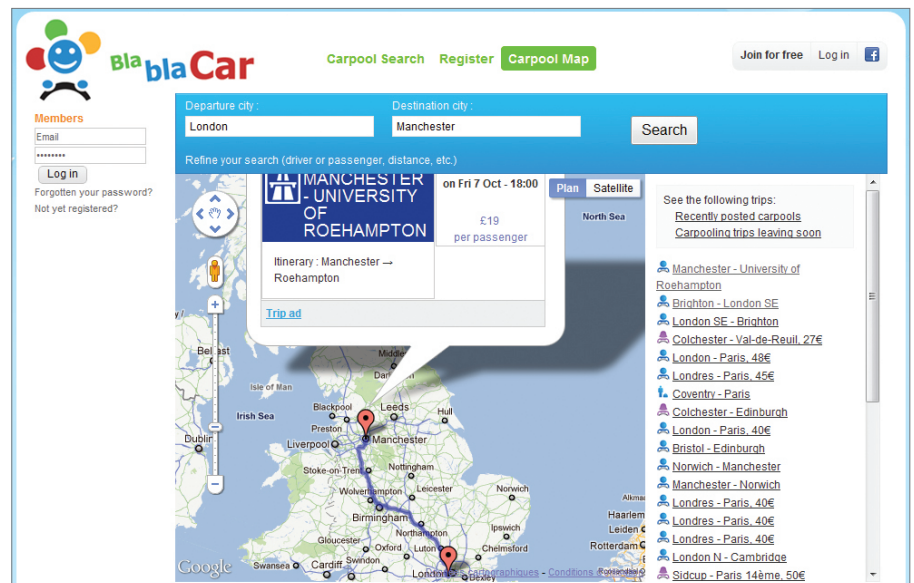 Bla bla Car
Carpool Search Register Carpool Map
Join for free Log in
Members
Email
Log in
Forgotten your password?
Not yet registered?
Departure city :
Destination city :
London
Manchester
Search
Refine your search (driver or passenger, distance, etc.)
MANCHESTER
- UNIVERSITY
OF
ROEHAMPTON
on Fri 7 Oct - 18:00
£19
per passenger
Itinerary : Manchester →
Roehampton
Trip ad
Plan Satellite
North Sea
Isle of Man
Irish Sea
Dublin
Blackpool
Leeds
Hull
Preston
Liverpool
Manchester
Stoke-on-Trent
Nottingham
Wolverhampton
Leicester
Norwich
Birmingham
Northampton
Ipswich
Gloucester
Oxford
Luton
Chelmsford
Swansea
Cardiff
Swindon
London
Bexley
Haarlem
Leiden
Rotterdam
Google
See the following trips:
Recently posted carpools
Carpooling trips leaving soon
Manchester - University of
Roehampton
Brighton - London SE
London SE - Brighton
Colchester - Val-de-Reuil, 27€
London - Paris, 48€
Londres - Paris, 45€
Coventry - Paris
Colchester - Edinburgh
London - Paris, 40€
Bristol - Edinburgh
Norwich - Manchester
Manchester - Norwich
Londres - Paris, 40€
Londres - Paris, 40€
Londres - Paris, 40€
London N - Cambridge
Sidcup - Paris 14ème, 50€